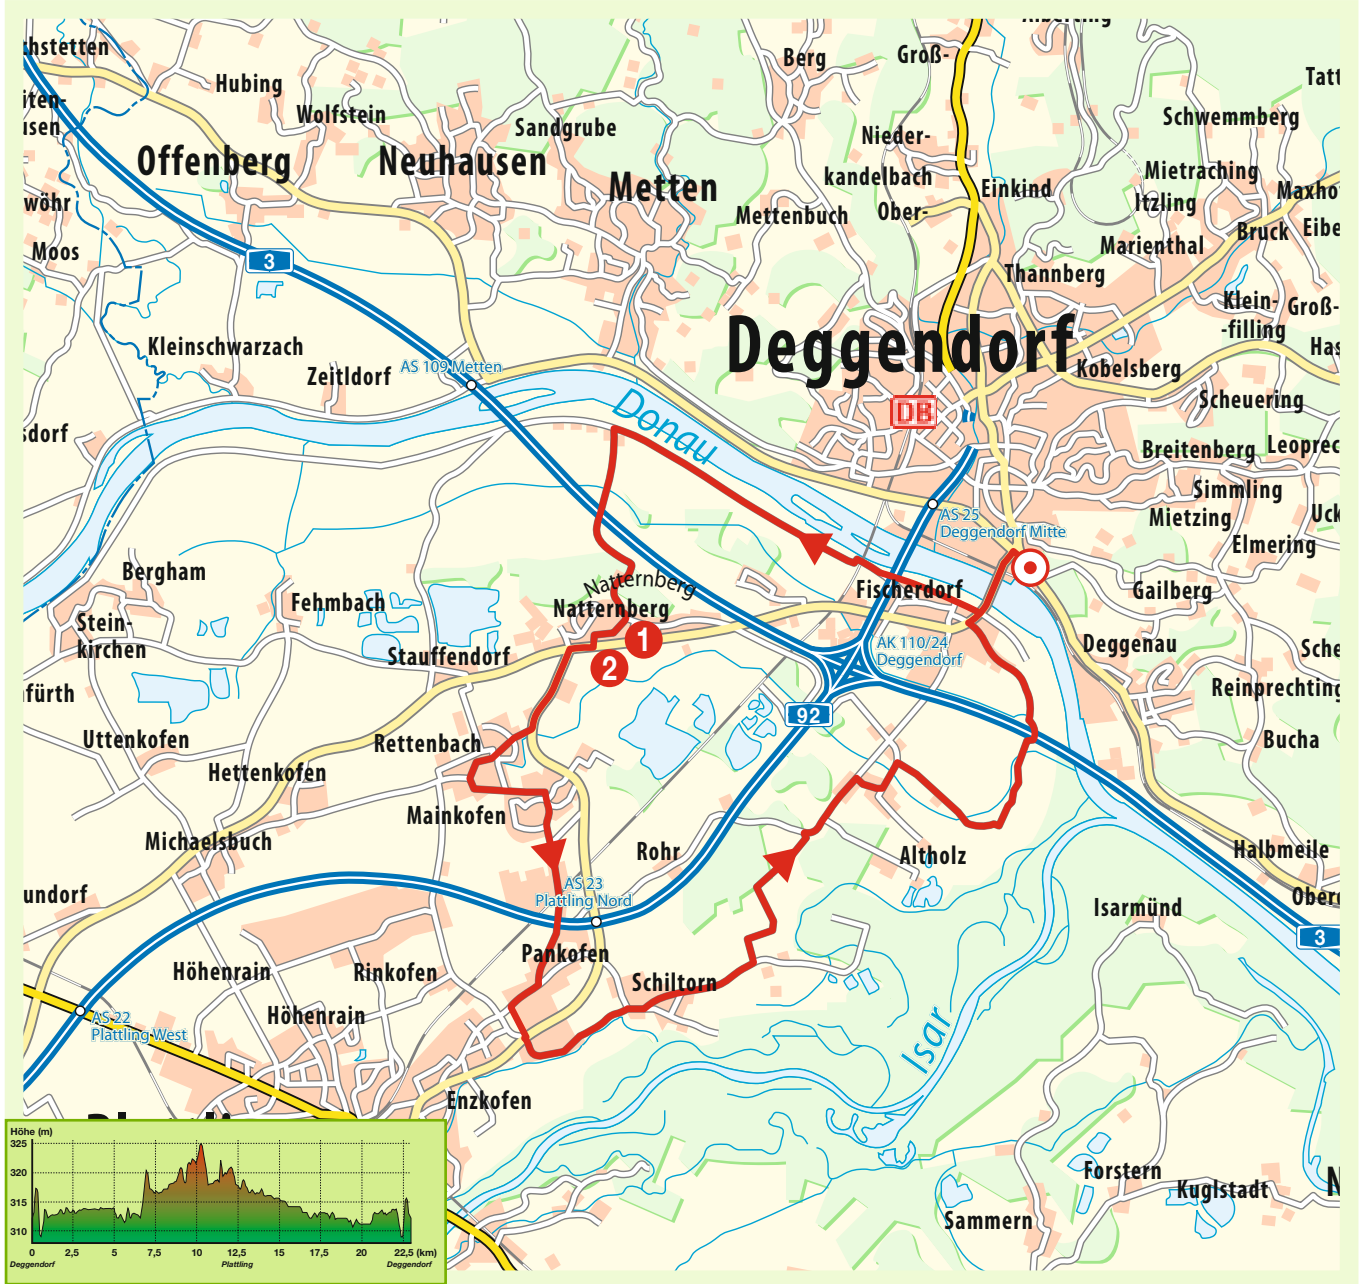 Hubing
Wolfstein
Offenberg
Neuhausen
Sandgrube
Metten
Berg
Groß-
Nieder-
kandelbach
Ober-
Mettenbuch
Einkind
Schwemmberg
Mietraching
Itzling
Marienthal
Bruck
Thannberg
Klein-
-filling
Groß-
Moos
3
Kleinschwarzach
Zeitldorf
AS 109 Metten
Deggendorf
DB
Kobelsberg
Scheuering
Donau
Breitenberg
Simmling
Mietzing
Elmering
AS 25
Deggendorf Mitte
Gailberg
Deggenau
Fischerdorf
Natternberg
Natternberg
1
2
AK 110/24
Deggendorf
92
Bergham
Fehmbach
Stein-
kirchen
Stauffendorf
Uttenkofen
Rettenbach
Hettenkofen
Mainkofen
Michaelsbuch
Reinprechting
Bucha
Rohr
Altholz
Halbmeile
AS 23
Plattling Nord
Isarmünd
3
Pankofen
Schiltorn
Höhenrain
Rinkofen
Höhenrain
AS 22
Plattling West
Isar
Enzkofen
Forstern
Kuglstadt
Sammern
Höhe (m)
325
320
315
310
0 2,5 5 7,5 10 12,5 15 17,5 20 22,5 (km)
Deggendorf Plattling Deggendorf